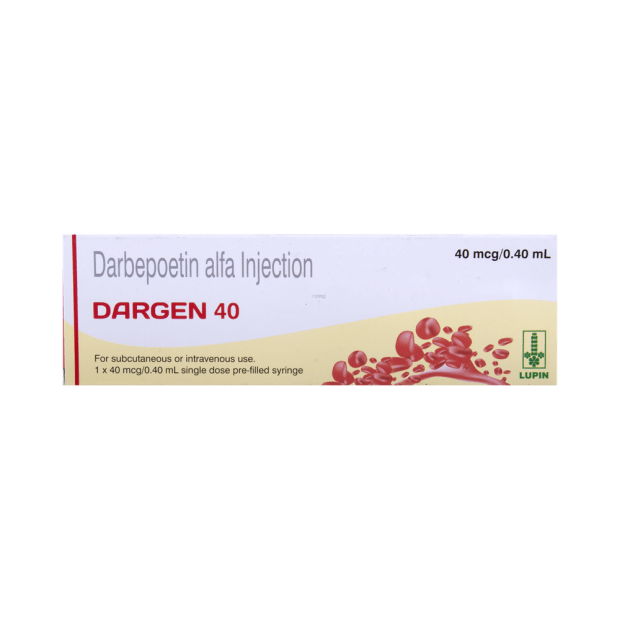 Darbepoetin alfa Injection
40 mcg/0.40 mL
DARGEN 40
For subcutaneous or intravenous use.
1 x 40 mcg/0.40 mL single dose pre-filled syringe
LUPIN